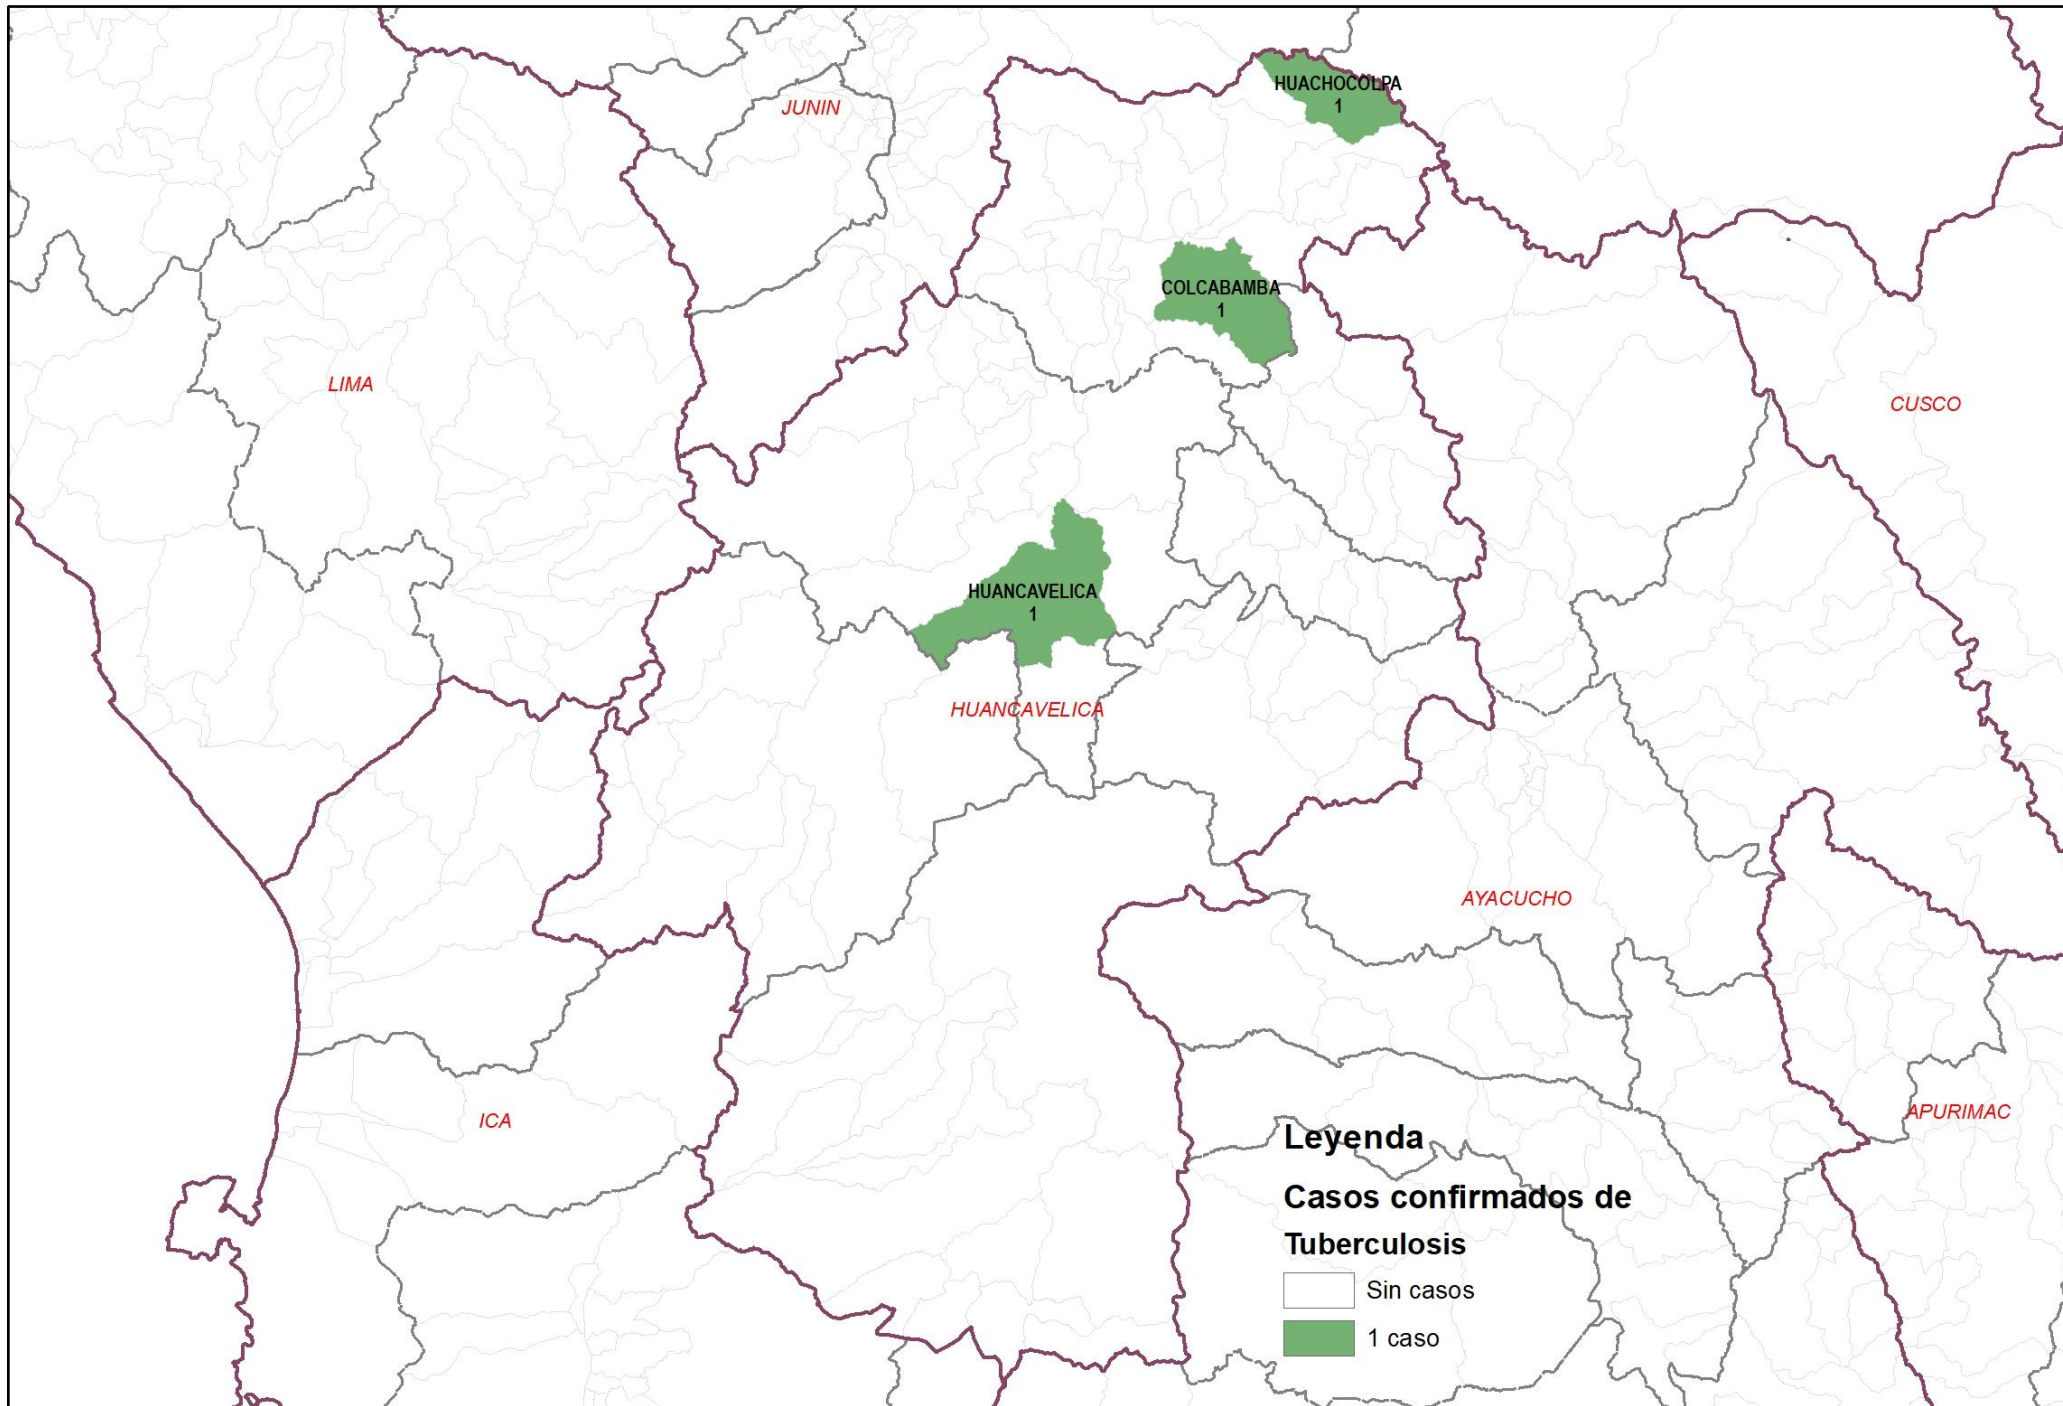 HUACHOCOLPA
1
JUNIN
COLCABAMBA
1
LIMA
CUSCO
HUANCAVELICA
1
HUANCAVELICA
AYACUCHO
ICA
APURIMAC
Leyenda
Casos confirmados de
Tuberculosis
Sin casos
1 caso